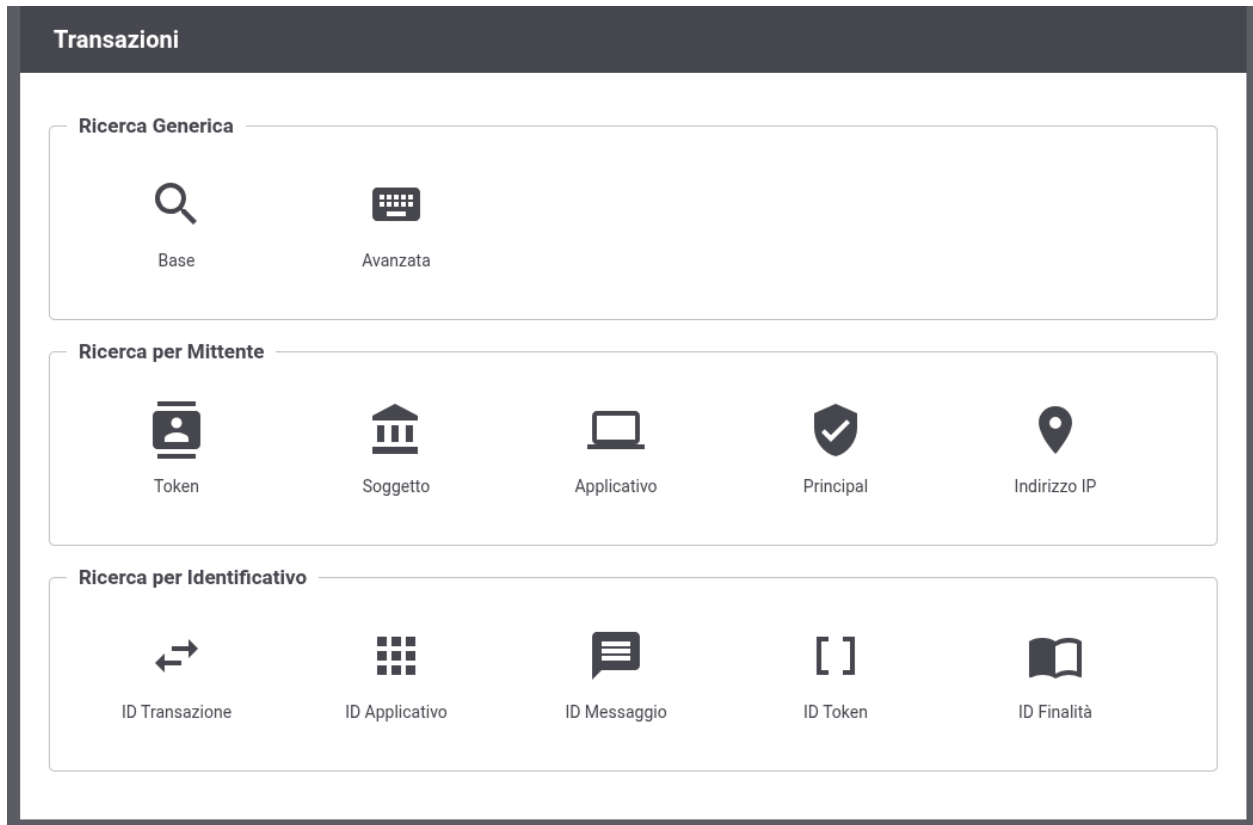 Transazioni
Ricerca Generica
Base
Avanzata
Ricerca per Mittente
Token
Soggetto
Applicativo
Principal
Indirizzo IP
Ricerca per Identificativo
ID Transazione
ID Applicativo
ID Messaggio
ID Token
ID Finalità